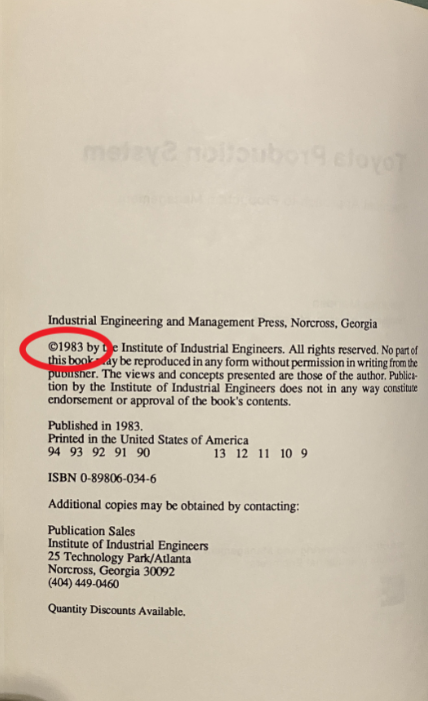 Toyota Production System
Industrial Engineering and Management Press, Norcross, Georgia
©1983 by the Institute of Industrial Engineers. All rights reserved. No part of
this book may be reproduced in any form without permission in writing from the
publisher. The views and concepts presented are those of the author. Publica-
tion by the Institute of Industrial Engineers does not in any way constitute
endorsement or approval of the book's contents.
Published in 1983.
Printed in the United States of America
94 93 92 91 90 13 12 11 10 9
ISBN 0-89806-034-6
Additional copies may be obtained by contacting:
Publication Sales
Institute of Industrial Engineers
25 Technology Park/Atlanta
Norcross, Georgia 30092
(404) 449-0460
Quantity Discounts Available.